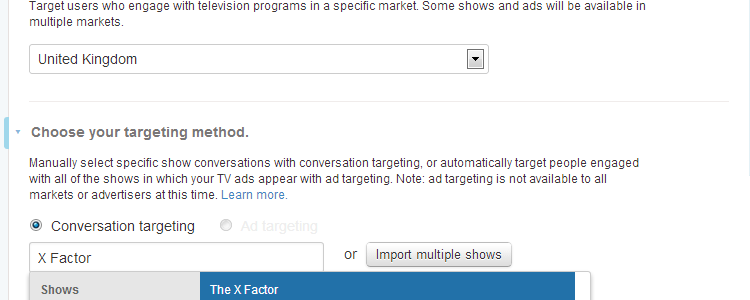 Target users who engage with television programs in a specific market. Some shows and ads will be available in
multiple markets.
United Kingdom
Choose your targeting method.
Manually select specific show conversations with conversation targeting, or automatically target people engaged
with all of the shows in which your TV ads appear with ad targeting. Note: ad targeting is not available to all
markets or advertisers at this time. Learn more.
Conversation targeting Ad targeting
X Factor or Import multiple shows
Shows The X Factor